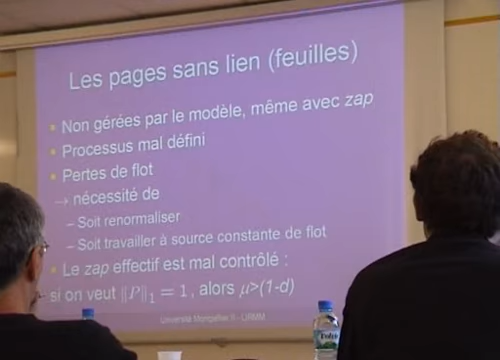 Les pages sans lien (feuilles)
Non gérées par le modèle, même avec zap
Processus mal défini
Pertes de flot
→ nécessité de
– Soit renormaliser
– Soit travailler à source constante de flot
Le zap effectif est mal contrôlé :
si on veut ||P||₁ = 1, alors μ>(1-d)
Université Montpellier II - LIRMM
Volvic